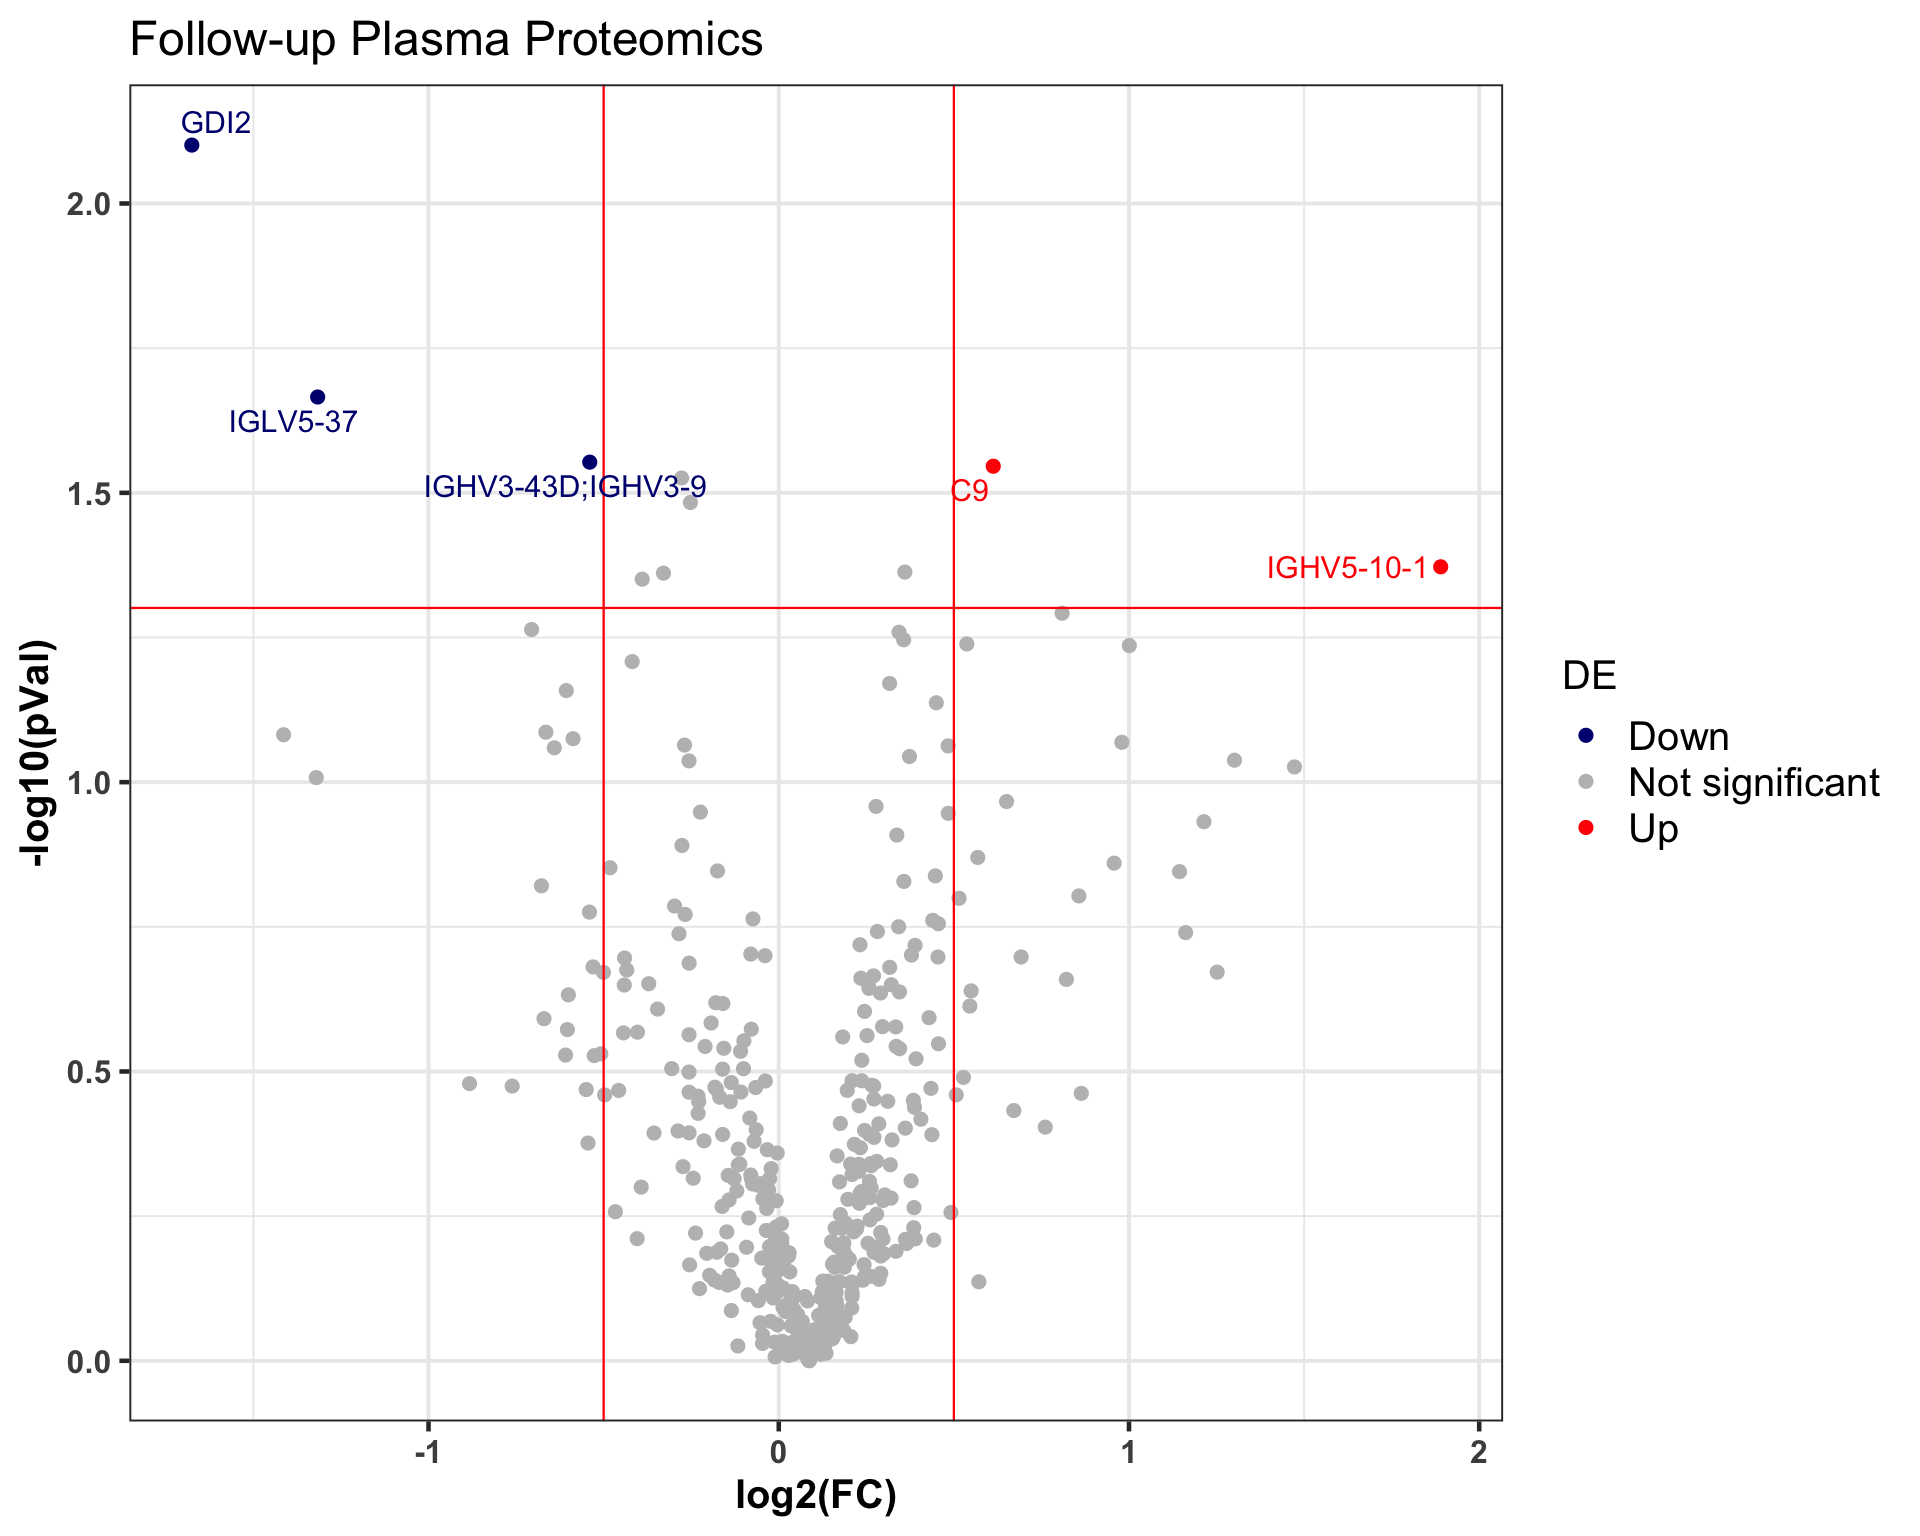 Follow-up Plasma Proteomics
GDI2
IGLV5-37
IGHV3-43D;IGHV3-9
C9
IGHV5-10-1
2.0
1.5
1.0
0.5
0.0
-log10(pVal)
-1
0
1
2
log2(FC)
DE
Down
Not significant
Up